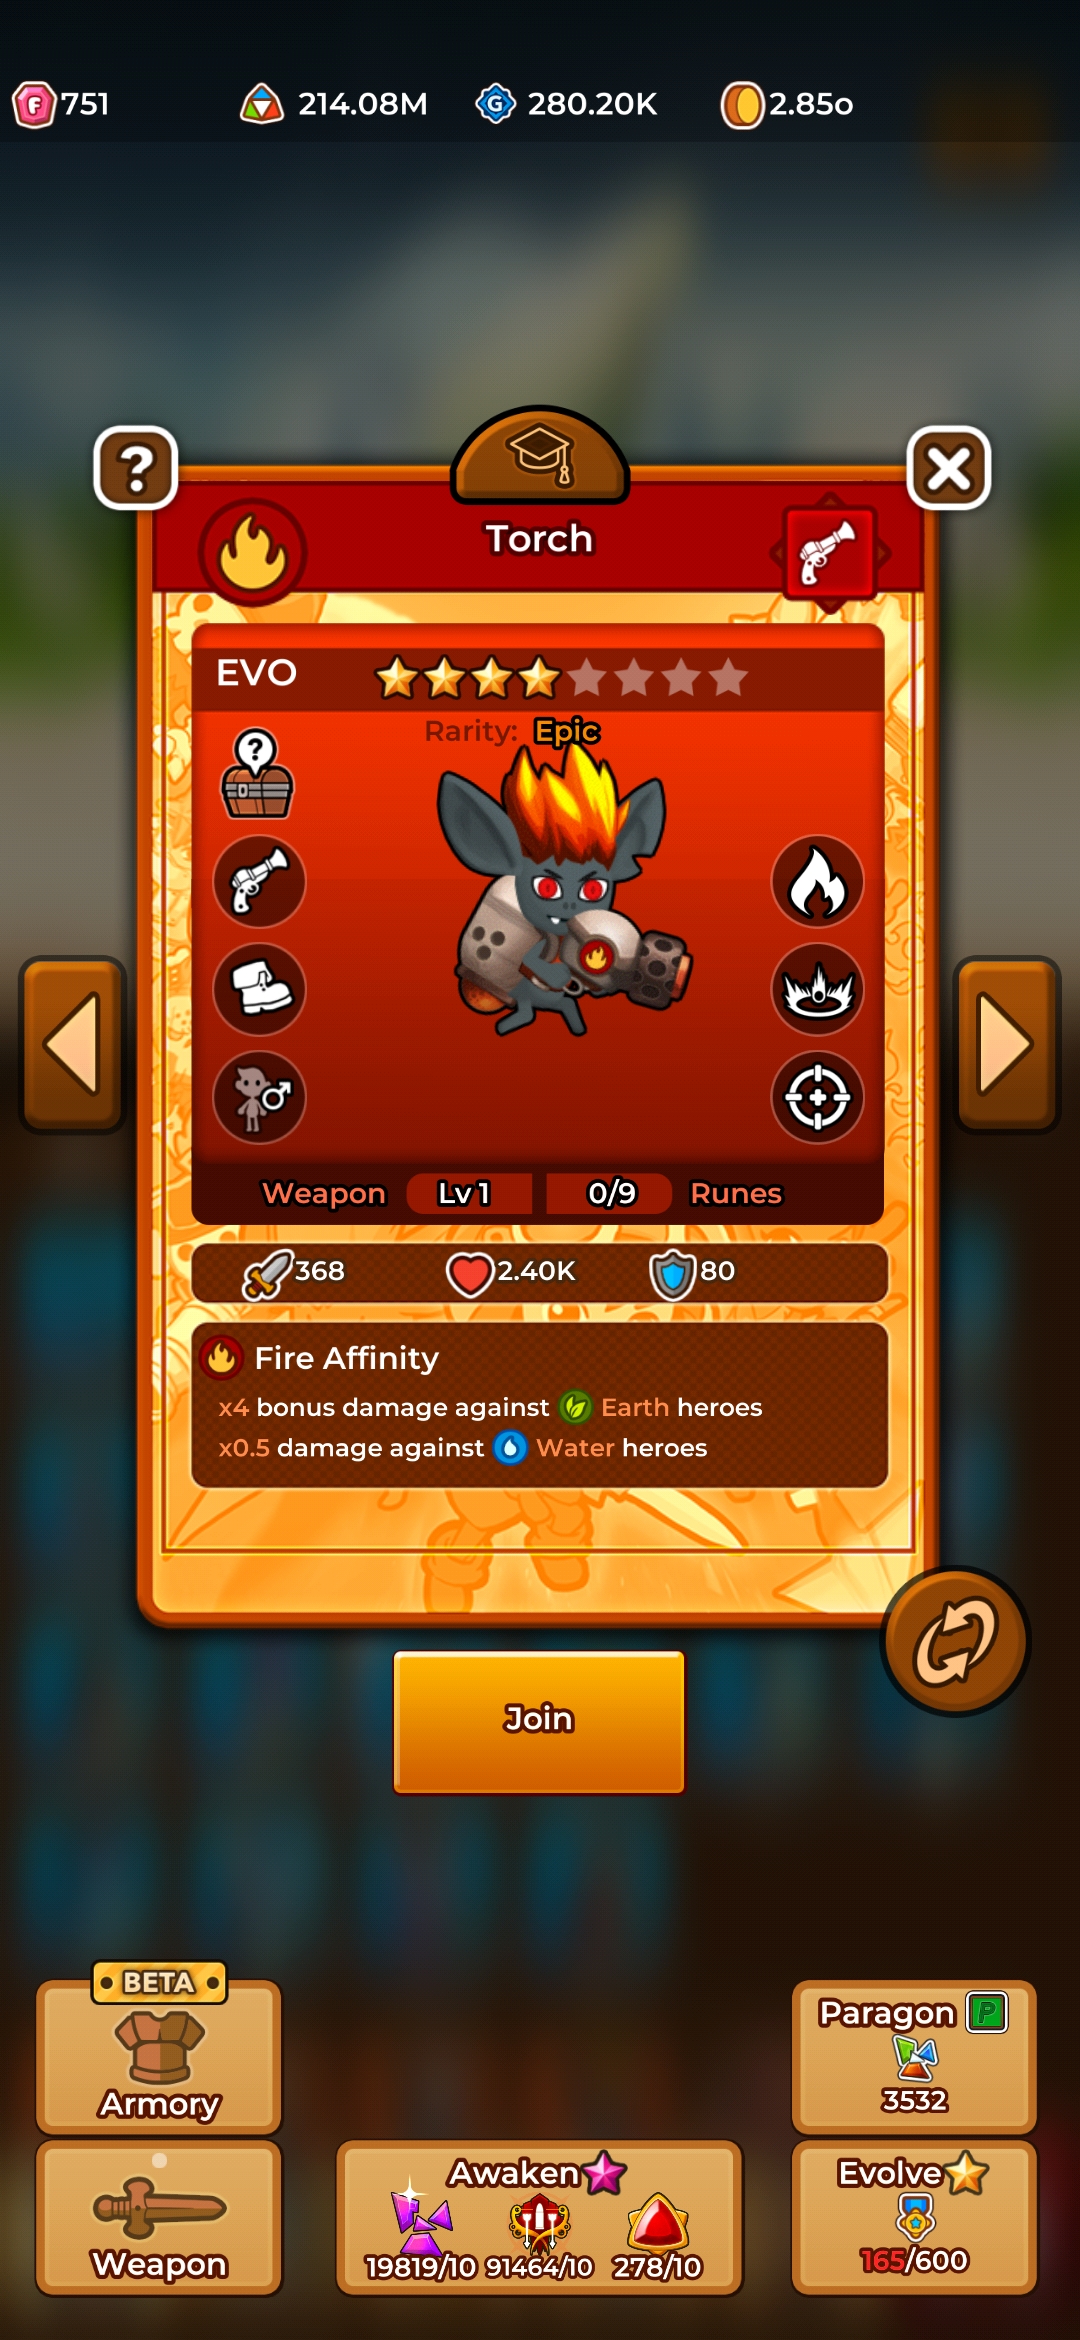 751 214.08M 280.20K 2.85o
Torch
EVO
Rarity: Epic
Weapon Lv 1 0/9 Runes
368 2.40K 80
Fire Affinity
x4 bonus damage against Earth heroes
x0.5 damage against Water heroes
Join
BETA
Armory
Paragon P
3532
Weapon
Awaken
19819/10 91464/10 278/10
Evolve
165/600